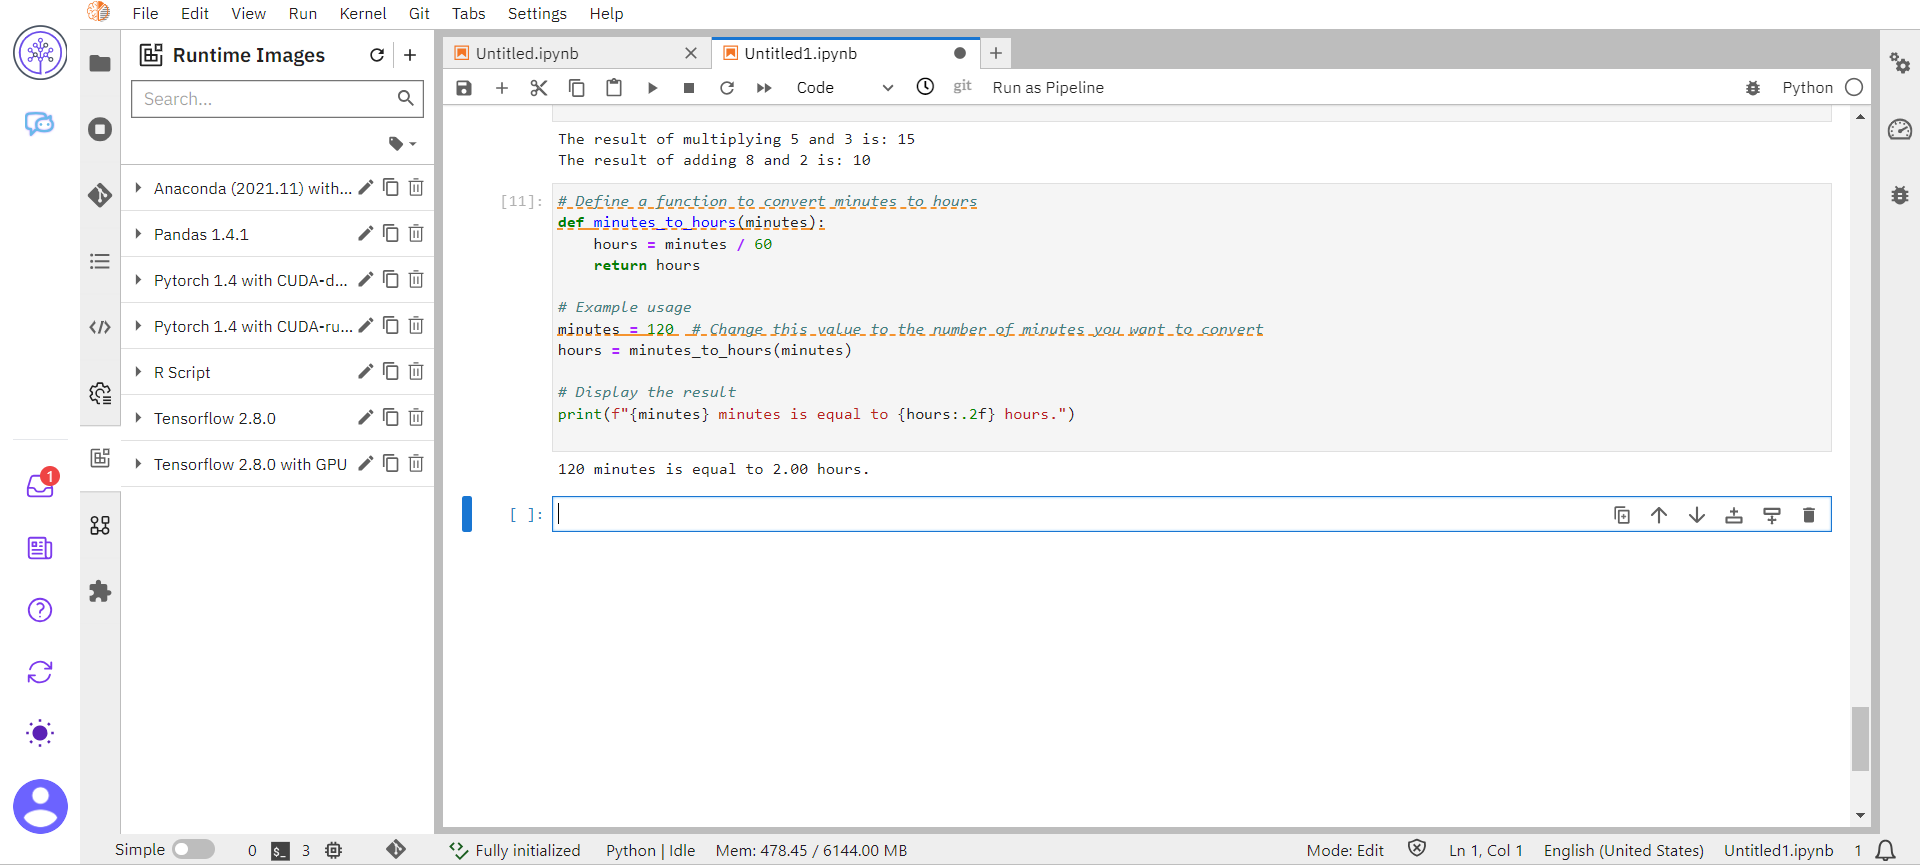 File Edit View Run Kernel Git Tabs Settings Help
Runtime Images
Search...
Anaconda (2021.11) with...
Pandas 1.4.1
Pytorch 1.4 with CUDA-d...
Pytorch 1.4 with CUDA-ru...
R Script
Tensorflow 2.8.0
Tensorflow 2.8.0 with GPU
1
Untitled.ipynb
Untitled1.ipynb
Code
git
Run as Pipeline
Python
The result of multiplying 5 and 3 is: 15
The result of adding 8 and 2 is: 10
[11]:
# Define a function to convert minutes to hours
def minutes_to_hours(minutes):
    hours = minutes / 60
    return hours
# Example usage
minutes = 120  # Change this value to the number of minutes you want to convert
hours = minutes_to_hours(minutes)
# Display the result
print(f"{minutes} minutes is equal to {hours:.2f} hours.")
120 minutes is equal to 2.00 hours.
[ ]:
Simple 0 $_ 3 Fully initialized Python | Idle Mem: 478.45 / 6144.00 MB Mode: Edit Ln 1, Col 1 English (United States) Untitled1.ipynb 1